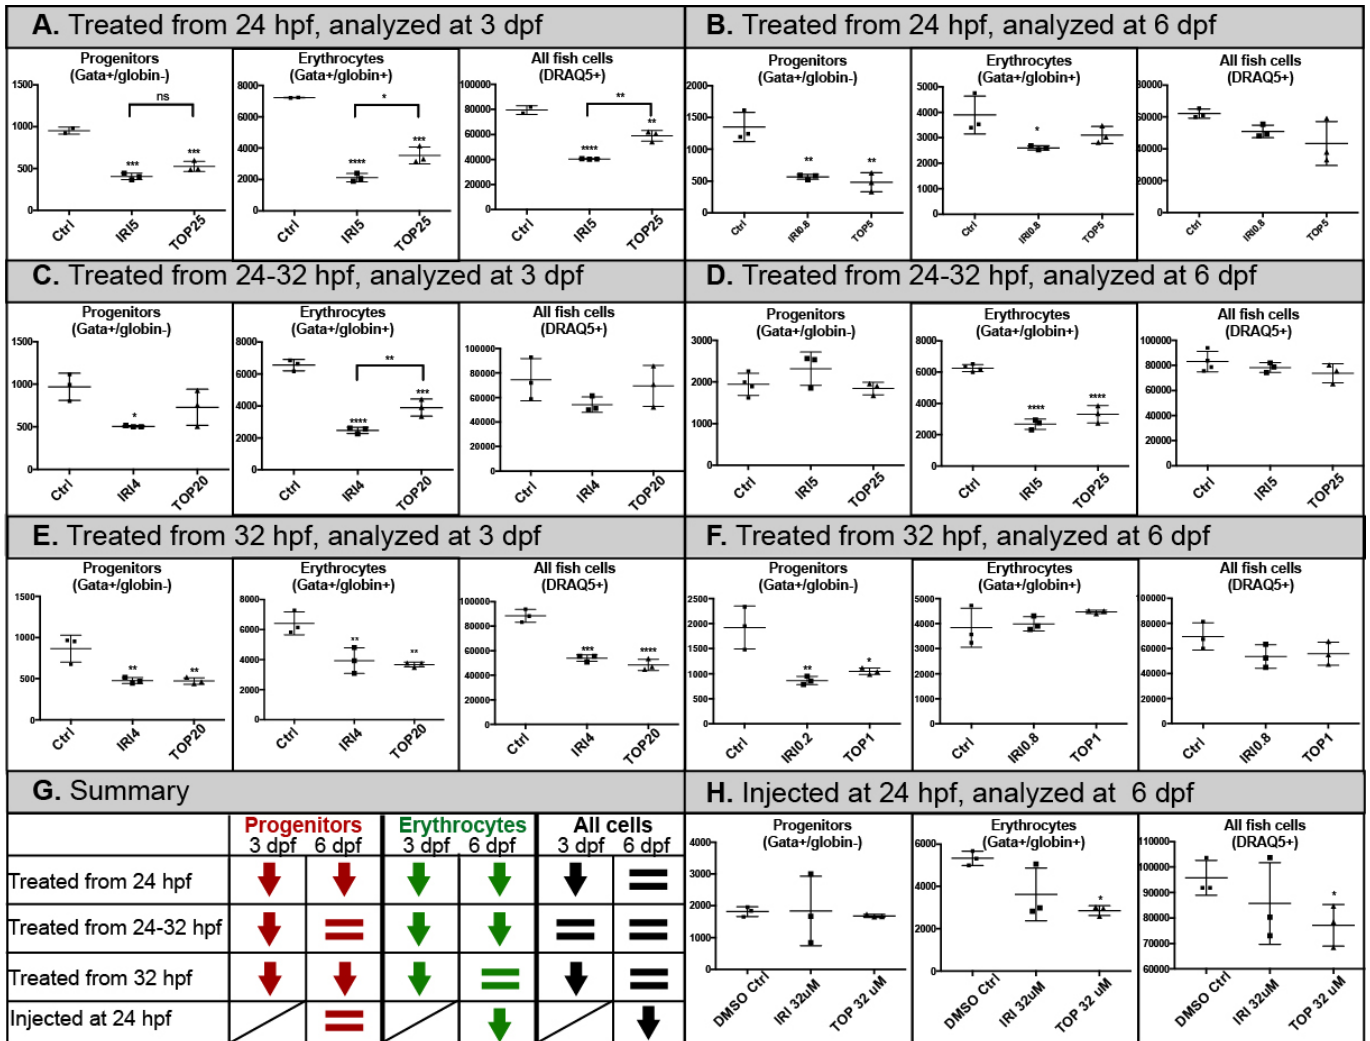 A. Treated from 24 hpf, analyzed at 3 dpf
Progenitors
(Gata+/globin-)
1500
1000
500
0
ns
***
***
Ctrl
IRI5
TOP25
Erythrocytes
(Gata+/globin+)
8000
6000
4000
2000
0
*
****
***
Ctrl
IRI5
TOP25
All fish cells
(DRAQ5+)
100000
80000
60000
40000
20000
0
**
****
**
Ctrl
IRI5
TOP25
B. Treated from 24 hpf, analyzed at 6 dpf
Progenitors
(Gata+/globin-)
2000
1500
1000
500
0
**
**
Ctrl
IRI0.8
TOP5
Erythrocytes
(Gata+/globin+)
5000
4000
3000
2000
1000
0
*
Ctrl
IRI0.8
TOP5
All fish cells
(DRAQ5+)
80000
60000
40000
20000
0
Ctrl
IRI0.8
TOP5
C. Treated from 24-32 hpf, analyzed at 3 dpf
Progenitors
(Gata+/globin-)
1500
1000
500
0
*
Ctrl
IRI4
TOP20
Erythrocytes
(Gata+/globin+)
8000
6000
4000
2000
0
**
****
***
Ctrl
IRI4
TOP20
All fish cells
(DRAQ5+)
100000
80000
60000
40000
20000
0
Ctrl
IRI4
TOP20
D. Treated from 24-32 hpf, analyzed at 6 dpf
Progenitors
(Gata+/globin-)
3000
2000
1000
0
Ctrl
IRI5
TOP25
Erythrocytes
(Gata+/globin+)
8000
6000
4000
2000
0
****
****
Ctrl
IRI5
TOP25
All fish cells
(DRAQ5+)
100000
80000
60000
40000
20000
0
Ctrl
IRI5
TOP25
E. Treated from 32 hpf, analyzed at 3 dpf
Progenitors
(Gata+/globin-)
1500
1000
500
0
**
**
Ctrl
IRI4
TOP20
Erythrocytes
(Gata+/globin+)
8000
6000
4000
2000
0
**
**
Ctrl
IRI4
TOP20
All fish cells
(DRAQ5+)
100000
80000
60000
40000
20000
0
***
****
Ctrl
IRI4
TOP20
F. Treated from 32 hpf, analyzed at 6 dpf
Progenitors
(Gata+/globin-)
2500
2000
1500
1000
500
0
**
*
Ctrl
IRI0.2
TOP1
Erythrocytes
(Gata+/globin+)
5000
4000
3000
2000
1000
0
Ctrl
IRI0.8
TOP1
All fish cells
(DRAQ5+)
100000
80000
60000
40000
20000
0
Ctrl
IRI0.8
TOP1
G. Summary
Progenitors Erythrocytes All cells
3 dpf 6 dpf 3 dpf 6 dpf 3 dpf 6 dpf
Treated from 24 hpf
Treated from 24-32 hpf
Treated from 32 hpf
Injected at 24 hpf
H. Injected at 24 hpf, analyzed at 6 dpf
Progenitors
(Gata+/globin-)
4000
3000
2000
1000
0
DMSO Ctrl
IRI 32uM
TOP 32 uM
Erythrocytes
(Gata+/globin+)
6000
4000
2000
0
*
DMSO Ctrl
IRI 32uM
TOP 32 uM
All fish cells
(DRAQ5+)
110000
100000
90000
80000
70000
60000
*
DMSO Ctrl
IRI 32uM
TOP 32 uM